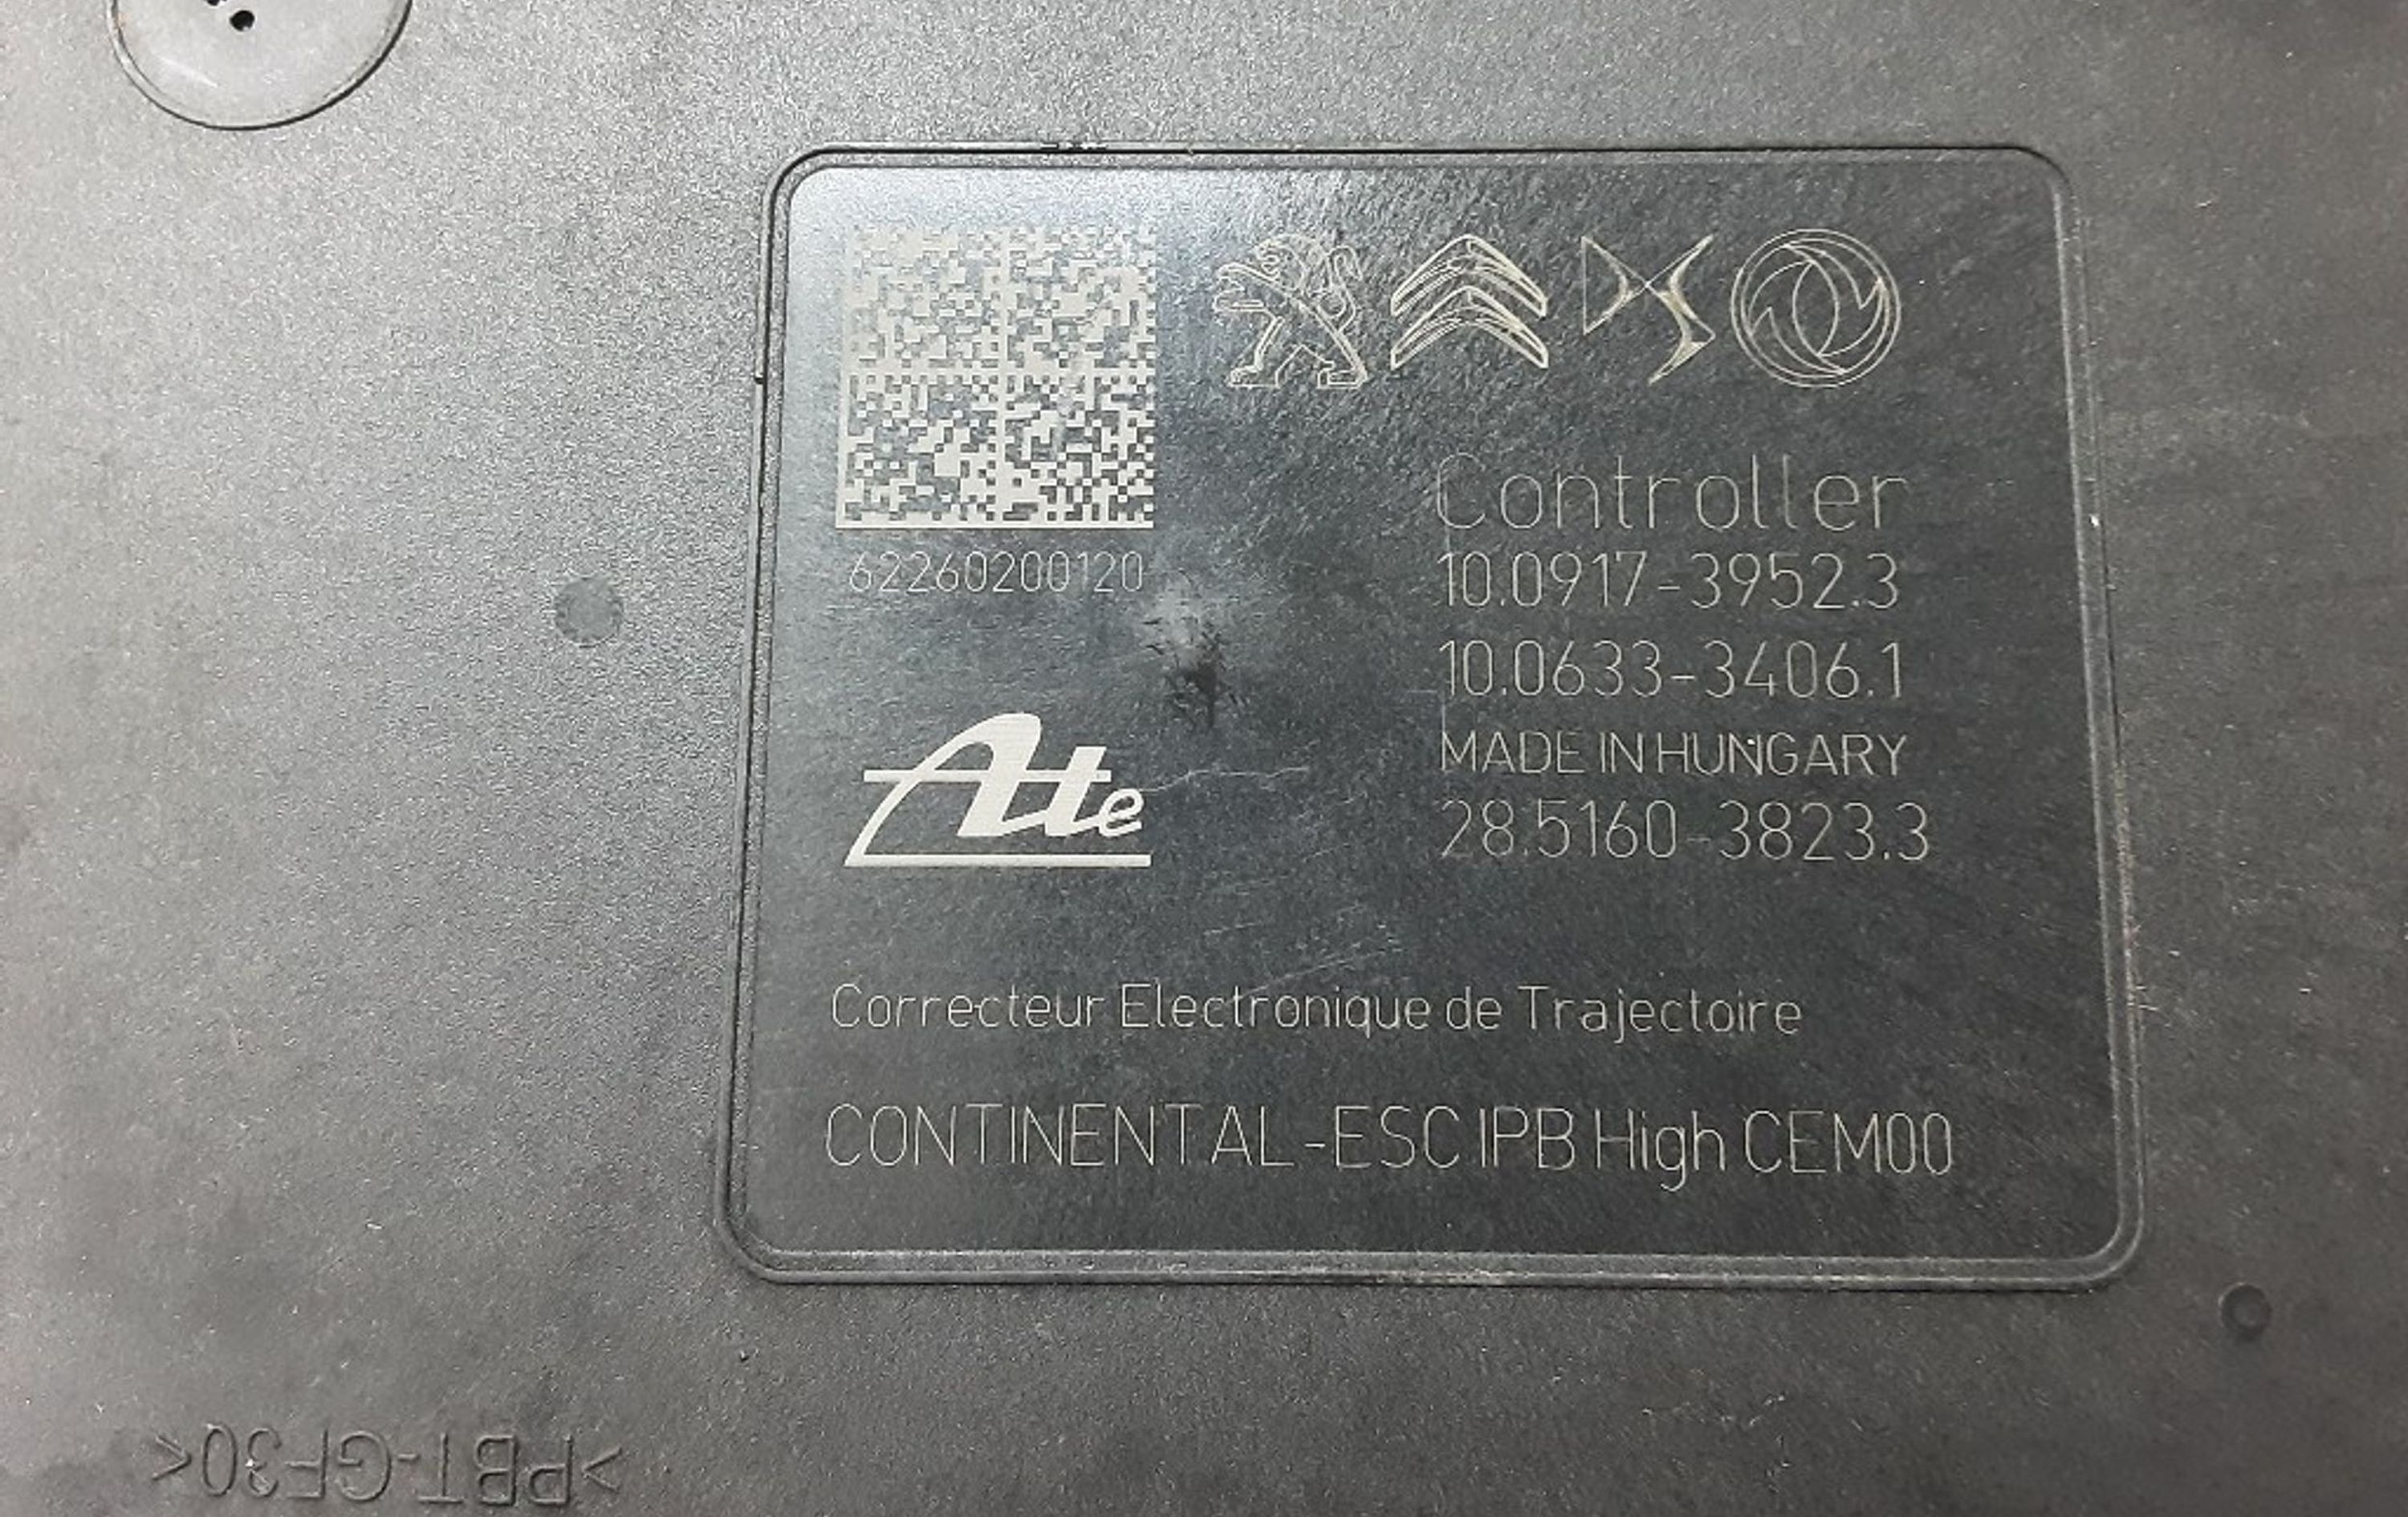 62260200120
DS
Controller
10.0917-3952.3
10.0633-3406.1
MADE IN HUNGARY
28.5160-3823.3
Ate
Correcteur Electronique de Trajectoire
CONTINENTAL-ESC IPB High CEM00
>PBT-GF30<